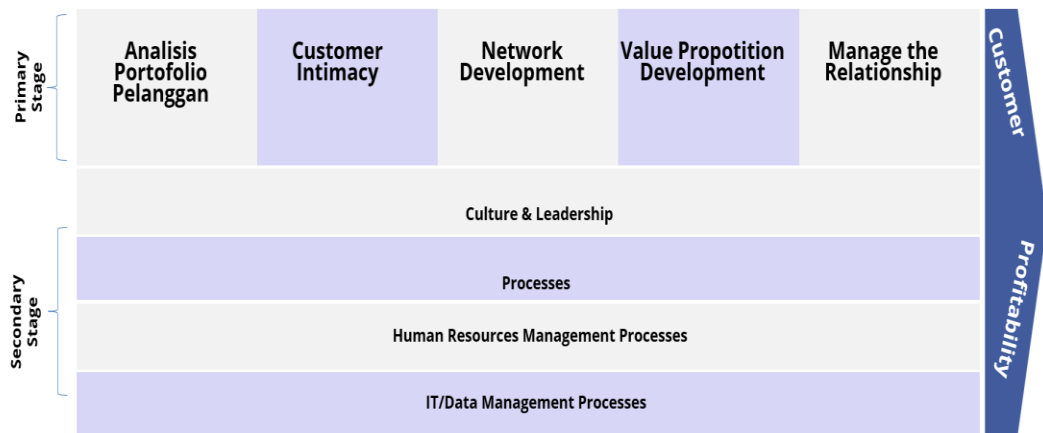 Primary
Stage
Analisis
Portofolio
Pelanggan
Customer
Intimacy
Network
Development
Value Propotition
Development
Manage the
Relationship
Customer
Profitability
Secondary
Stage
Culture & Leadership
Processes
Human Resources Management Processes
IT/Data Management Processes